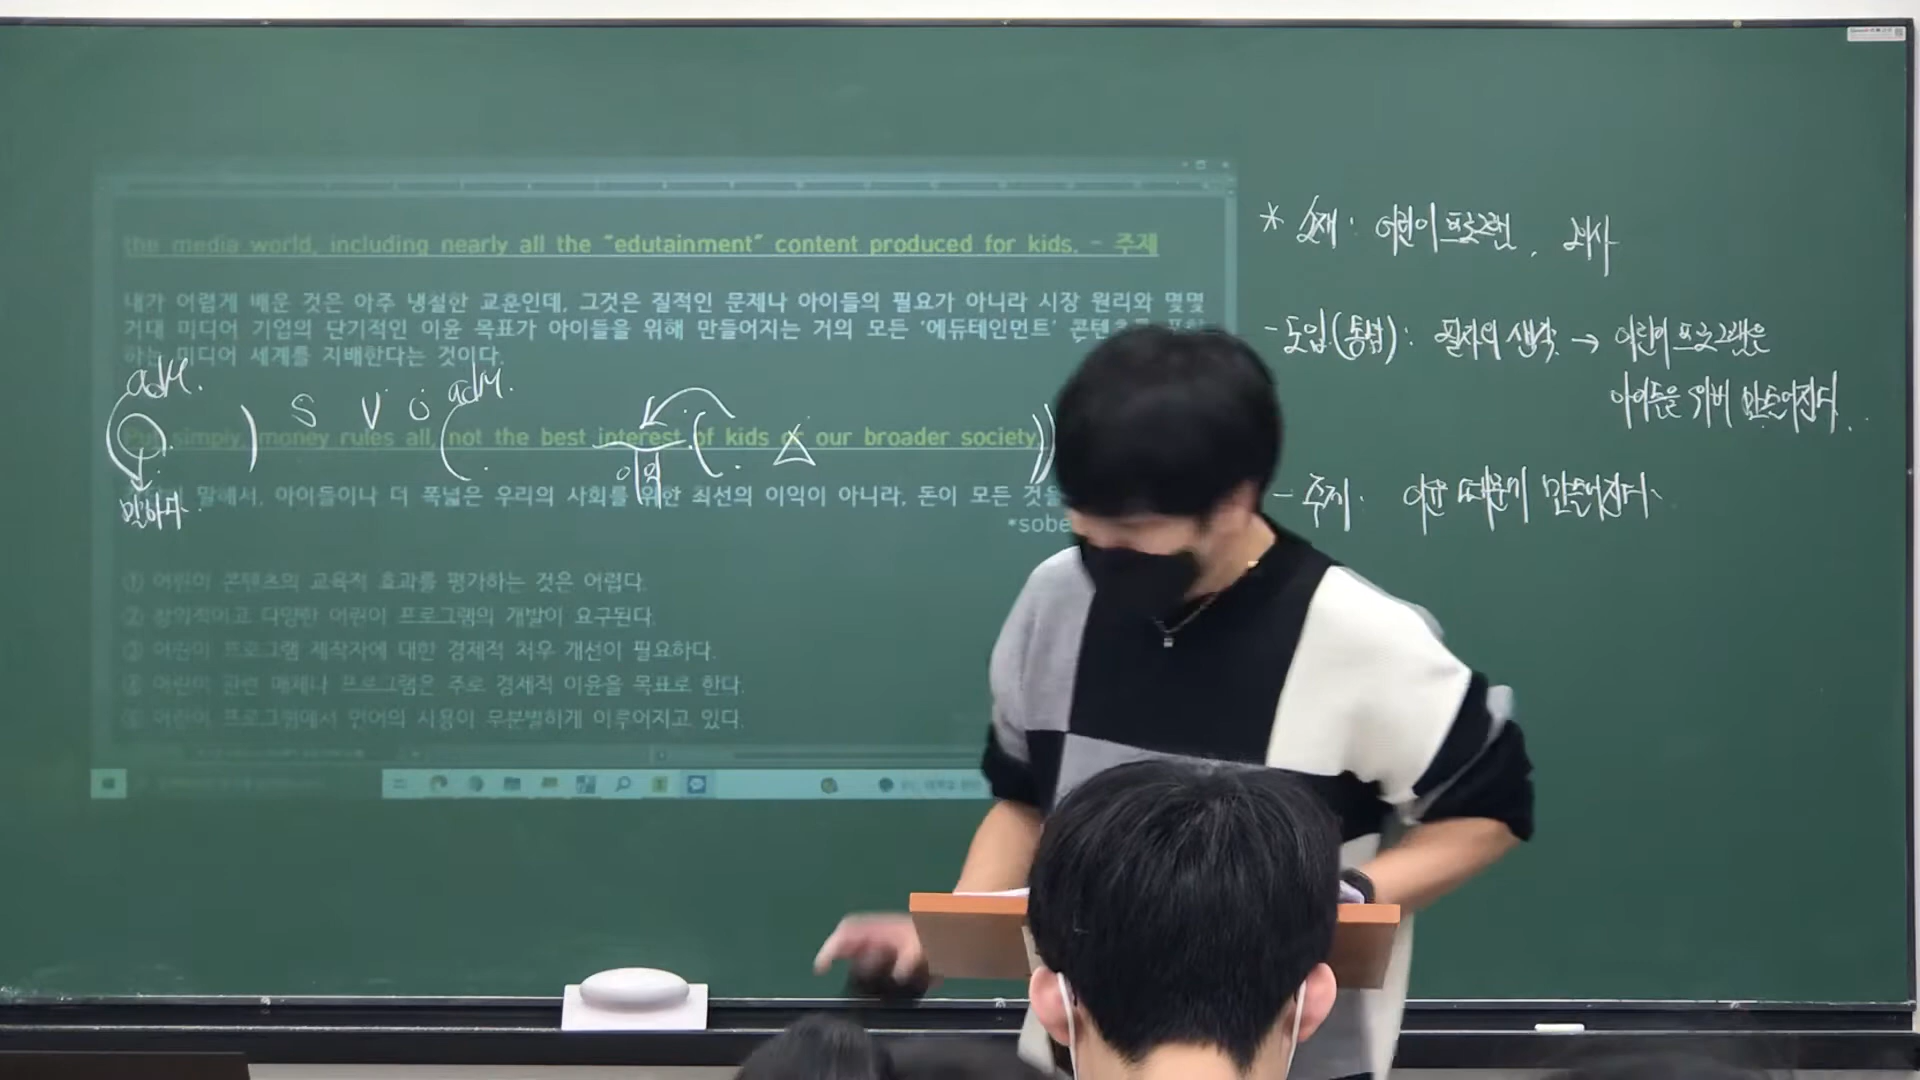 the media world, including nearly all the "edutainment" content produced for kids. - 주제
내가 어렵게 배운 것은 아주 냉철한 교훈인데, 그것은 질적인 문제나 아이들의 필요가 아니라 시장 원리와 몇몇
거대 미디어 기업의 단기적인 이윤 목표가 아이들을 위해 만들어지는 거의 모든 '에듀테인먼트' 콘텐츠를
하는 미디어 세계를 지배한다는 것이다.
adv.
S V O adv.
Put simply, money rules all, not the best interest of kids or our broader society.
이익
말하다.
말해서, 아이들이나 더 폭넓은 우리의 사회를 위한 최선의 이익이 아니라, 돈이 모든 것을
*sobe
① 어린이 콘텐츠의 교육적 효과를 평가하는 것은 어렵다.
② 창의적이고 다양한 어린이 프로그램의 개발이 요구된다.
③ 어린이 프로그램 제작자에 대한 경제적 처우 개선이 필요하다.
④ 어린이 관련 매체나 프로그램은 주로 경제적 이윤을 목표로 한다.
⑤ 어린이 프로그램에서 언어의 사용이 무분별하게 이루어지고 있다.
* 소재 : 어린이 프로그램,
- 도입(통념) : 필자의 생각 → 어린이 프로그램은
아이들을 위해 만들어진다.
- 주제 : 이윤 때문에 만들어진다.